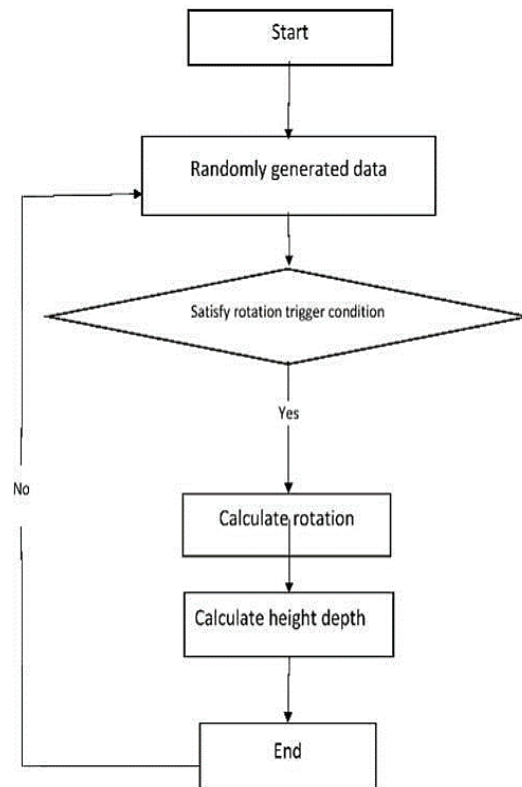 Start
Randomly generated data
Satisfy rotation trigger condition
Yes
No
Calculate rotation
Calculate height depth
End